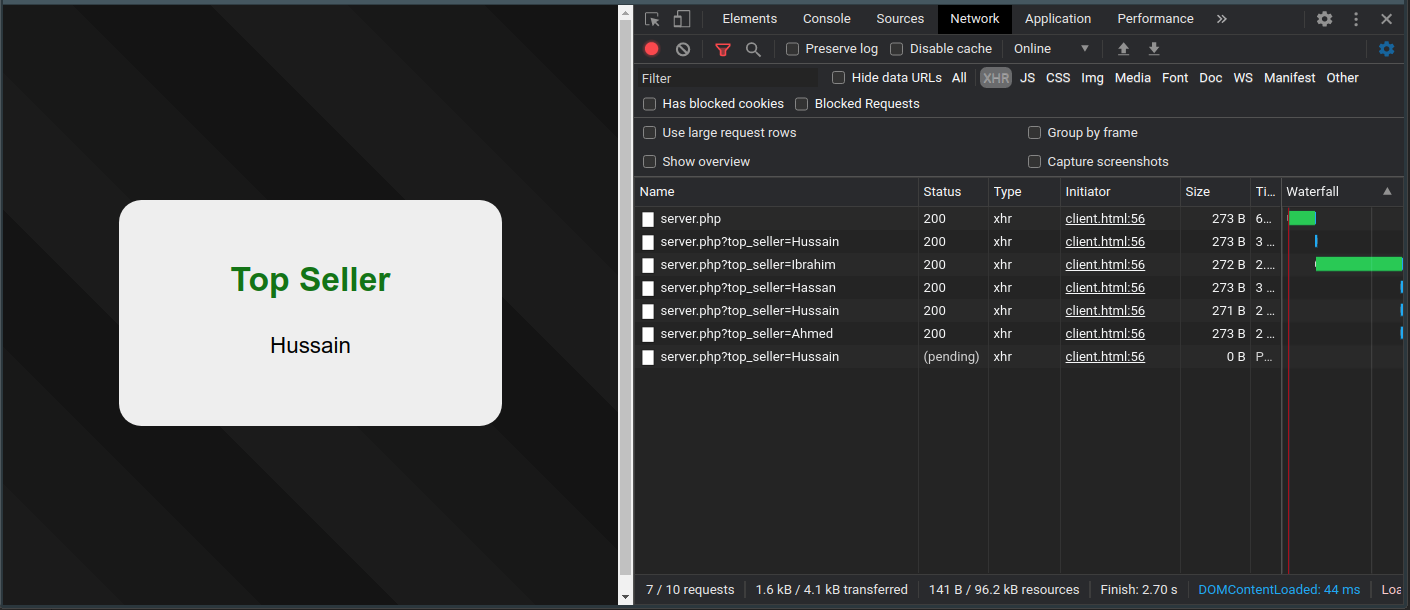 Top Seller
Hussain
Elements Console Sources Network Application Performance »
Preserve log Disable cache Online
Filter Hide data URLs All XHR JS CSS Img Media Font Doc WS Manifest Other
Has blocked cookies Blocked Requests
Use large request rows Group by frame
Show overview Capture screenshots
Name Status Type Initiator Size Ti... Waterfall
server.php 200 xhr client.html:56 273 B 6...
server.php?top_seller=Hussain 200 xhr client.html:56 273 B 3 ...
server.php?top_seller=Ibrahim 200 xhr client.html:56 272 B 2....
server.php?top_seller=Hassan 200 xhr client.html:56 273 B 3 ...
server.php?top_seller=Hussain 200 xhr client.html:56 271 B 2 ...
server.php?top_seller=Ahmed 200 xhr client.html:56 273 B 2 ...
server.php?top_seller=Hussain (pending) xhr client.html:56 0 B P...
7 / 10 requests 1.6 kB / 4.1 kB transferred 141 B / 96.2 kB resources Finish: 2.70 s DOMContentLoaded: 44 ms Loa